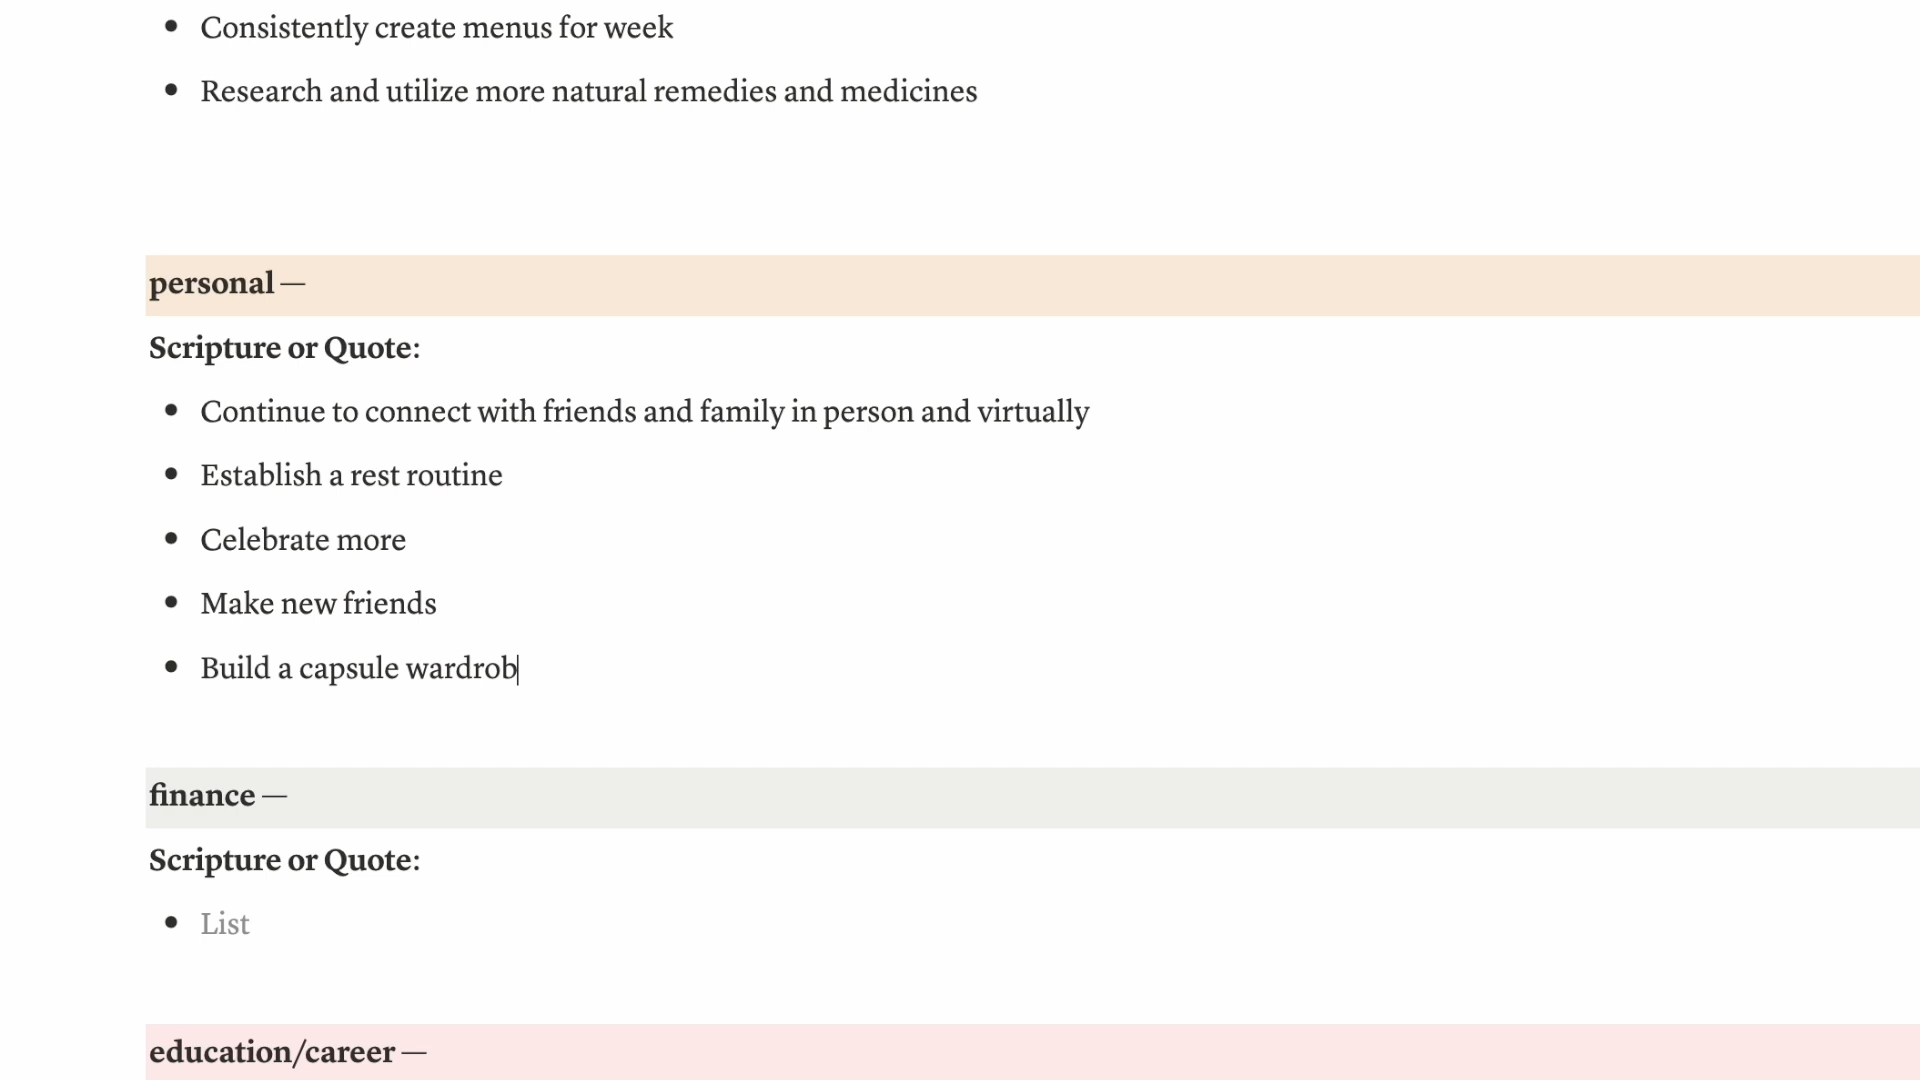 Consistently create menus for week
Research and utilize more natural remedies and medicines
personal —
Scripture or Quote:
Continue to connect with friends and family in person and virtually
Establish a rest routine
Celebrate more
Make new friends
Build a capsule wardrob
finance —
Scripture or Quote:
List
education/career —